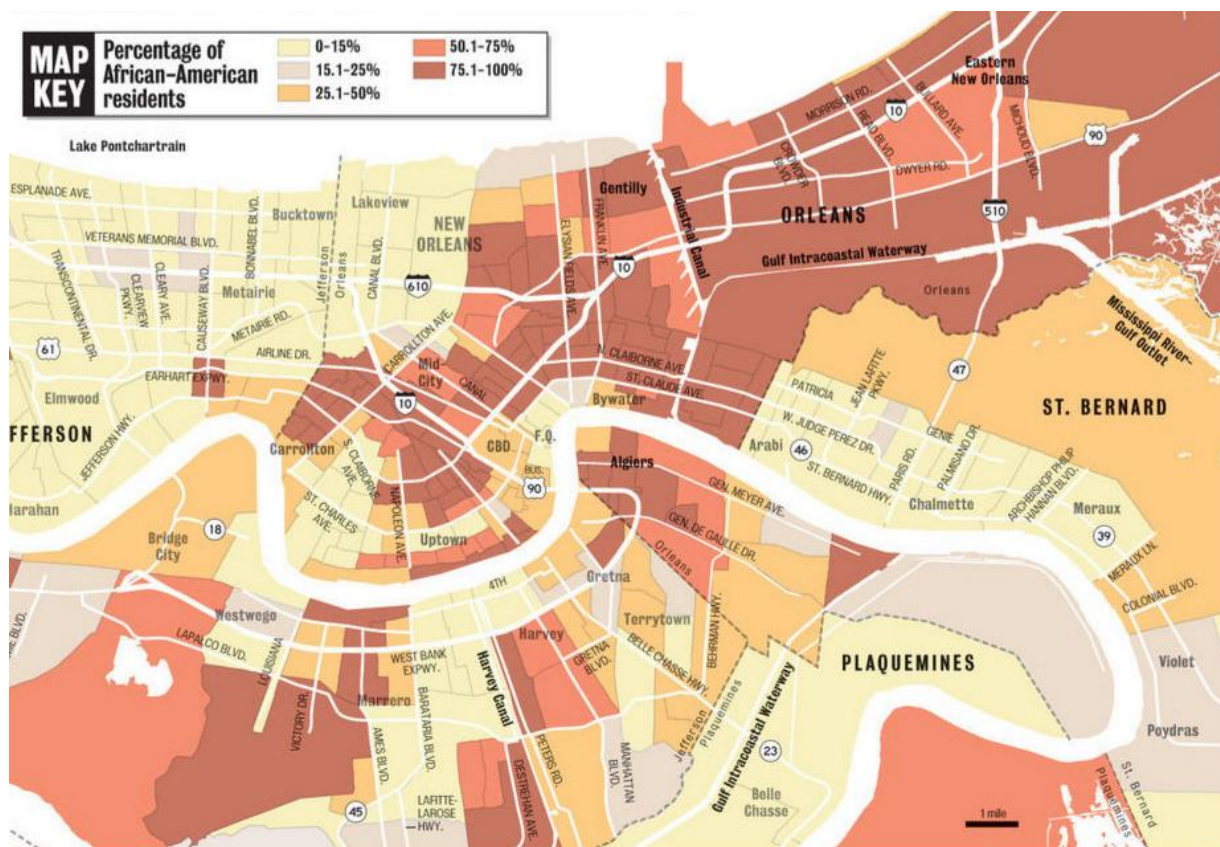 MAP
KEY
Percentage of
African-American
residents
0-15%
15.1-25%
25.1-50%
50.1-75%
75.1-100%
Lake Pontchartrain
Eastern
New Orleans
MORRISON RD.
BULLARD AVE.
READ BLVD.
CROWDER
BLVD.
DWYER RD.
MICHOUD BLVD.
10
90
510
ORLEANS
Gentilly
Industrial Canal
Gulf Intracoastal Waterway
Orleans
Mississippi River-
Gulf Outlet
ESPLANADE AVE.
Bucktown
Lakeview
NEW
ORLEANS
VETERANS MEMORIAL BLVD.
BONNABEL BLVD.
Jefferson
Orleans
CANAL BLVD.
ELYSIAN FIELDS AVE.
FRANKLIN AVE.
10
610
TRANSCONTINENTAL DR.
CLEARVIEW
PKWY.
CLEARY AVE.
CAUSEWAY BLVD.
Metairie
METAIRIE RD.
61
AIRLINE DR.
EARHART EXPWY.
CARROLLTON AVE.
Mid-
City
CANAL
10
N. CLAIBORNE AVE.
ST. CLAUDE AVE.
Bywater
F.Q.
CBD
BUS.
90
Elmwood
FFERSON
JEFFERSON HWY.
Harahan
Carrollton
S. CLAIBORNE
AVE.
ST. CHARLES
AVE.
NAPOLEON AVE.
Uptown
PATRICIA
JEAN LAFITTE
PKWY.
47
ST. BERNARD
W. JUDGE PEREZ DR.
GENIE
Arabi
46
ST. BERNARD HWY.
PARIS RD.
PALMISANO DR.
Chalmette
ARCHBISHOP PHILIP
HANNAN BLVD.
Meraux
39
MERAUX LN.
COLONIAL BLVD.
Algiers
GEN. MEYER AVE.
GEN. DE GAULLE DR.
Orleans
18
Bridge
City
4TH
Gretna
Terrytown
BEHRMAN HWY.
Westwego
LAPALCO BLVD.
LOUISIANA
WEST BANK
EXPWY.
Harvey
GRETNA
BLVD.
BELLE CHASSE HWY.
Harvey Canal
PLAQUEMINES
Violet
Poydras
VICTORY DR.
Marrero
AMES BLVD.
BARATARIA BLVD.
PETERS RD.
DESTREHAN AVE.
MANHATTAN
BLVD.
Jefferson
Plaquemines
Gulf Intracoastal Waterway
23
Belle
Chasse
45
LAFITTE-
LAROSE
HWY.
1 mile
St. Bernard
Plaquemines